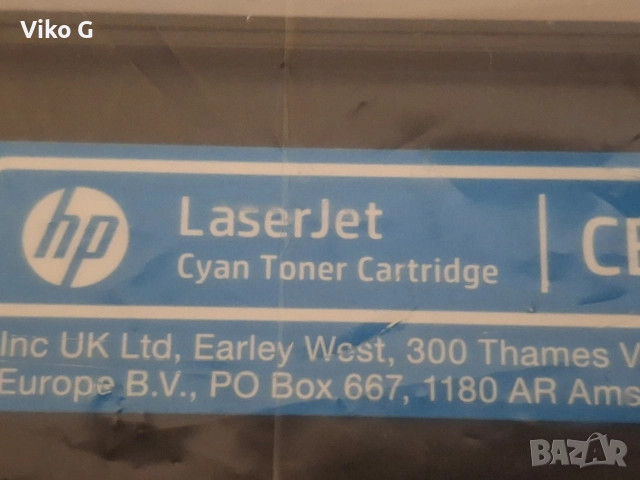 Viko G
hp
LaserJet
Cyan Toner Cartridge
Inc UK Ltd, Earley West, 300 Thames V
Europe B.V., PO Box 667, 1180 AR Ams
BAZAR